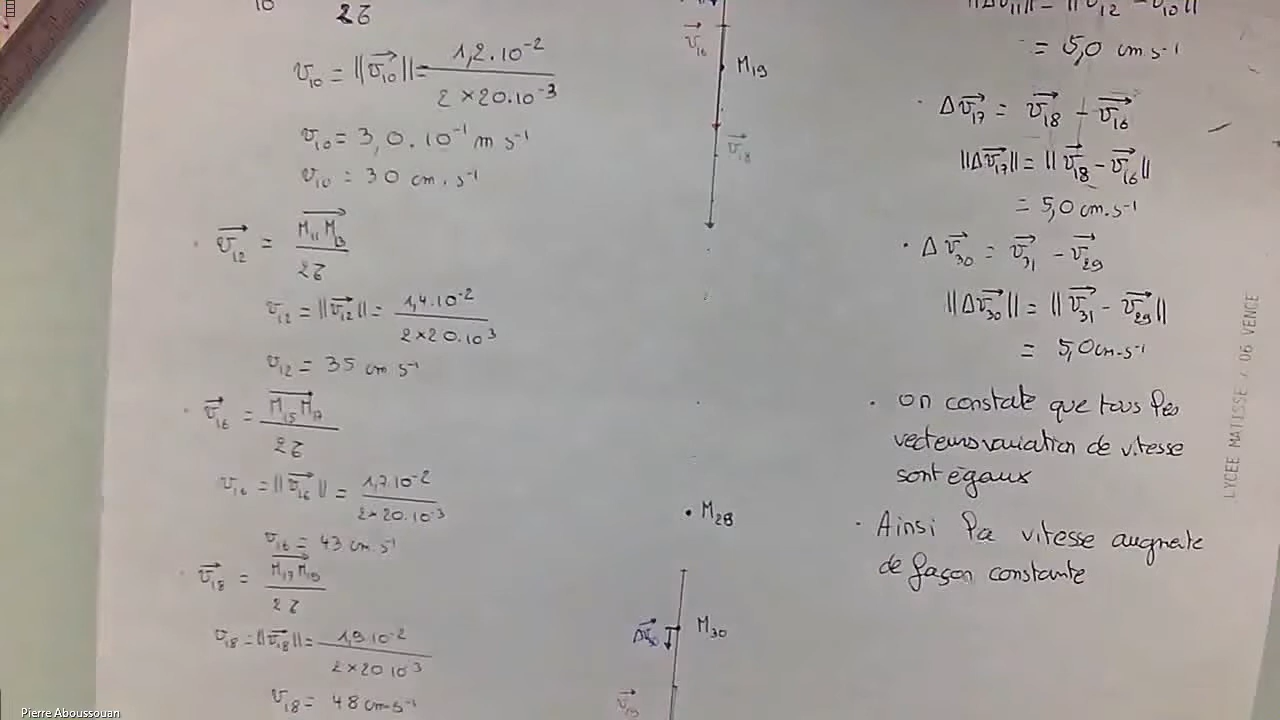 10
2τ
v₁₀ = ||v₁₀|| = 1,2.10⁻² / 2×20.10⁻³
v₁₀ = 3,0.10⁻¹ m s⁻¹
v₁₀ = 30 cm.s⁻¹
. v₁₂ = M₁₁M₁₃ / 2τ
v₁₂ = ||v₁₂|| = 1,4.10⁻² / 2×20.10⁻³
v₁₂ = 35 cm s⁻¹
. v₁₆ = M₁₅M₁₇ / 2τ
v₁₆ = ||v₁₆|| = 1,7.10⁻² / 2×20.10⁻³
v₁₆ = 43 cm.s⁻¹
. v₁₈ = M₁₇M₁₉ / 2τ
v₁₈ = ||v₁₈|| = 1,9.10⁻² / 2×20.10⁻³
v₁₈ = 48 cm.s⁻¹
v₁₆
M₁₉
v₁₈
M₂₈
Δv₃₀
M₃₀
||Δv₁₁|| = ||v₁₂ - v₁₀||
= 5,0 cm.s⁻¹
. Δv₁₇ = v₁₈ - v₁₆
||Δv₁₇|| = ||v₁₈ - v₁₆||
= 5,0 cm.s⁻¹
. Δv₃₀ = v₃₁ - v₂₉
||Δv₃₀|| = ||v₃₁ - v₂₉||
= 5,0 cm.s⁻¹
. on constate que tous les
vecteurs variation de vitesse
sont égaux
. Ainsi la vitesse augmente
de façon constante
LYCEE MATISSE / 06 VENCE
Pierre Aboussouan